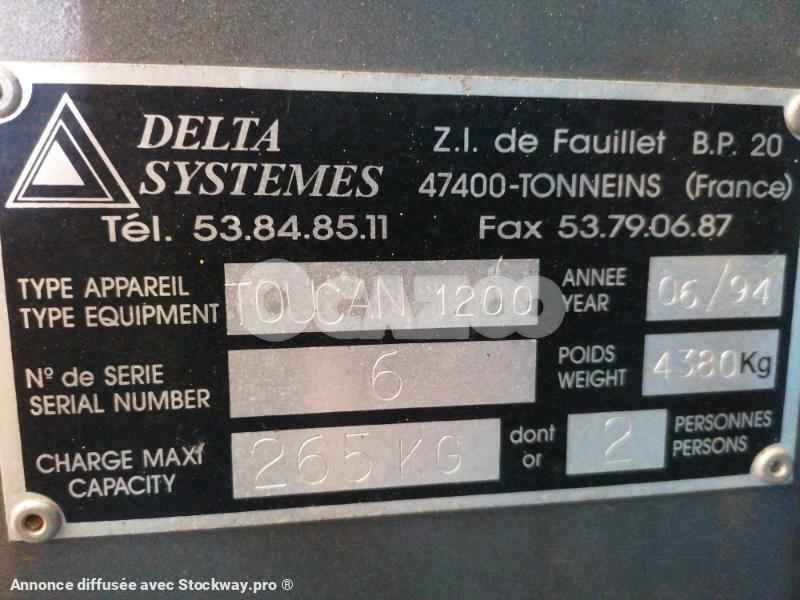 DELTA
SYSTEMES
Z.I. de Fauillet B.P. 20
47400-TONNEINS (France)
Tél. 53.84.85.11 Fax 53.79.06.87
TYPE APPAREIL
TYPE EQUIPMENT
TOUCAN 1200
ANNEE
YEAR
06/94
Nº de SERIE
SERIAL NUMBER
6
POIDS
WEIGHT
4380Kg
CHARGE MAXI
CAPACITY
265 KG
dont
or
2
PERSONNES
PERSONS
OGAZOO
Annonce diffusée avec Stockway.pro ®